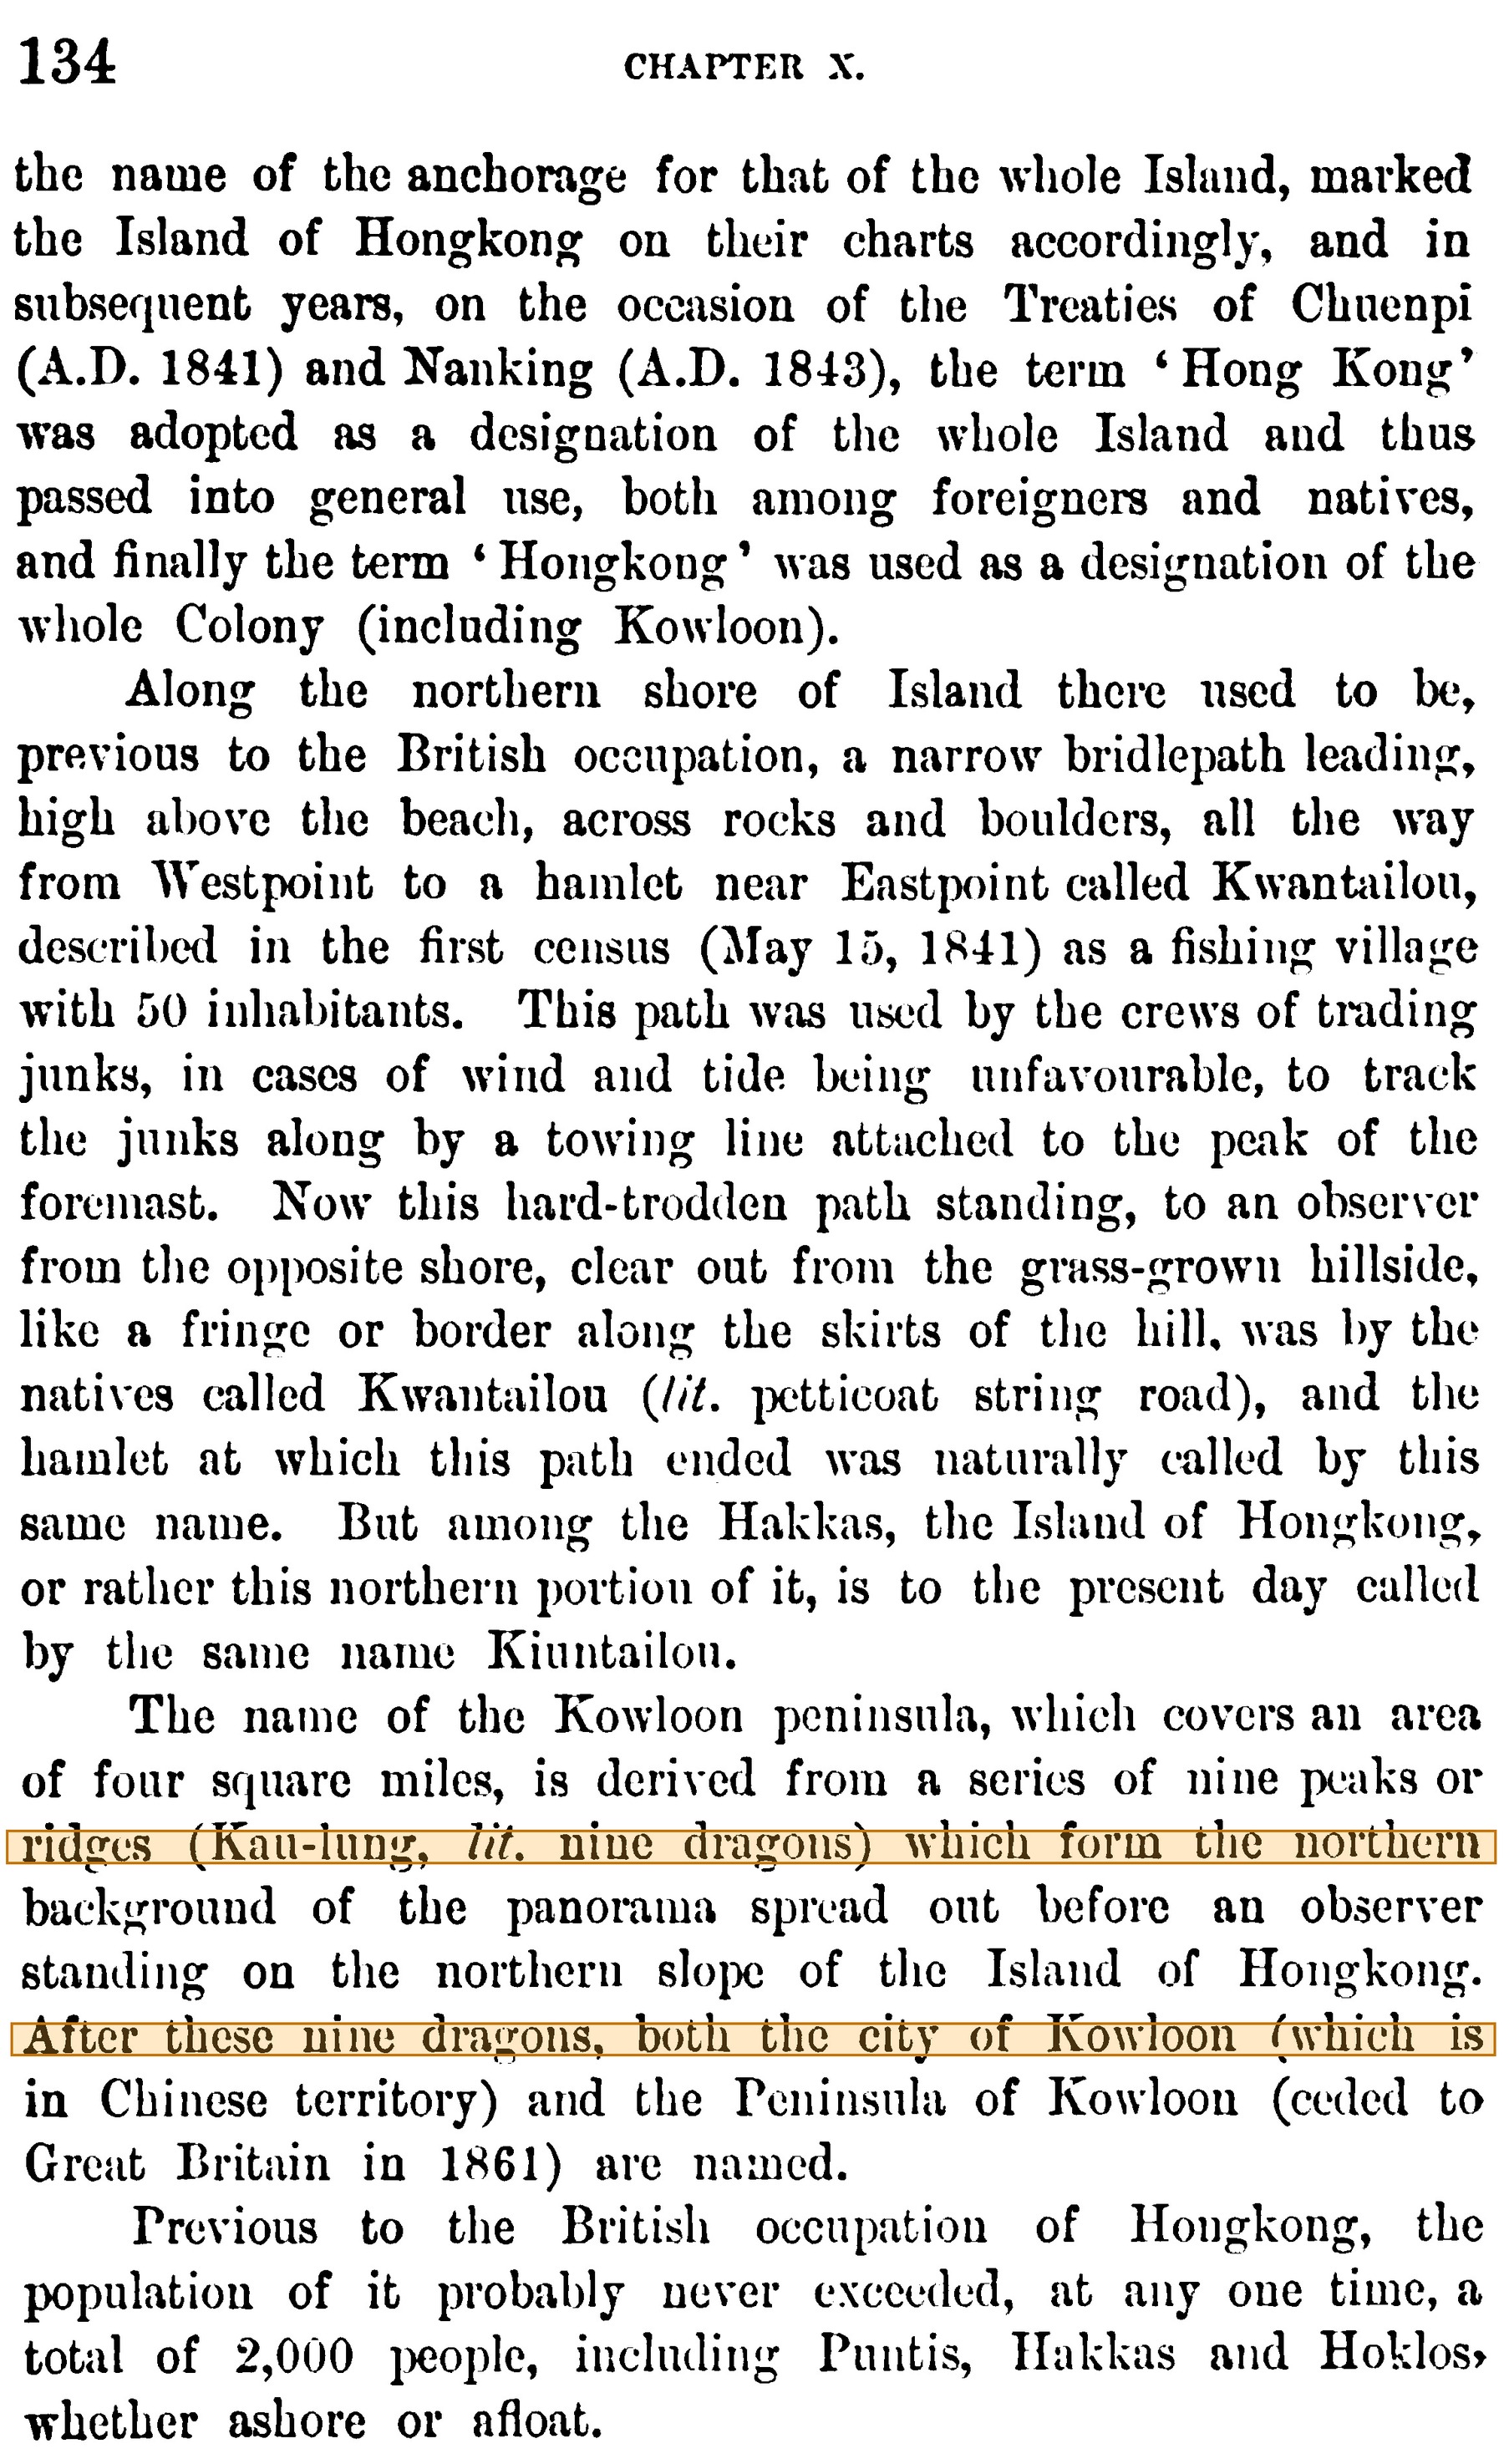 134
CHAPTER X.
the name of the anchorage for that of the whole Island, marked
the Island of Hongkong on their charts accordingly, and in
subsequent years, on the occasion of the Treaties of Chuenpi
(A.D. 1841) and Nanking (A.D. 1843), the term ‘Hong Kong’
was adopted as a designation of the whole Island and thus
passed into general use, both among foreigners and natives,
and finally the term ‘Hongkong’ was used as a designation of the
whole Colony (including Kowloon).
Along the northern shore of Island there used to be,
previous to the British occupation, a narrow bridlepath leading,
high above the beach, across rocks and boulders, all the way
from Westpoint to a hamlet near Eastpoint called Kwantailou,
described in the first census (May 15, 1841) as a fishing village
with 50 inhabitants. This path was used by the crews of trading
junks, in cases of wind and tide being unfavourable, to track
the junks along by a towing line attached to the peak of the
foremast. Now this hard-trodden path standing, to an observer
from the opposite shore, clear out from the grass-grown hillside,
like a fringe or border along the skirts of the hill, was by the
natives called Kwantailou (lit. petticoat string road), and the
hamlet at which this path ended was naturally called by this
same name. But among the Hakkas, the Island of Hongkong,
or rather this northern portion of it, is to the present day called
by the same name Kiuntailou.
The name of the Kowloon peninsula, which covers an area
of four square miles, is derived from a series of nine peaks or
ridges (Kau-lung, lit. nine dragons) which form the northern
background of the panorama spread out before an observer
standing on the northern slope of the Island of Hongkong.
After these nine dragons, both the city of Kowloon (which is
in Chinese territory) and the Peninsula of Kowloon (ceded to
Great Britain in 1861) are named.
Previous to the British occupation of Hongkong, the
population of it probably never exceeded, at any one time, a
total of 2,000 people, including Puntis, Hakkas and Hoklos,
whether ashore or afloat.